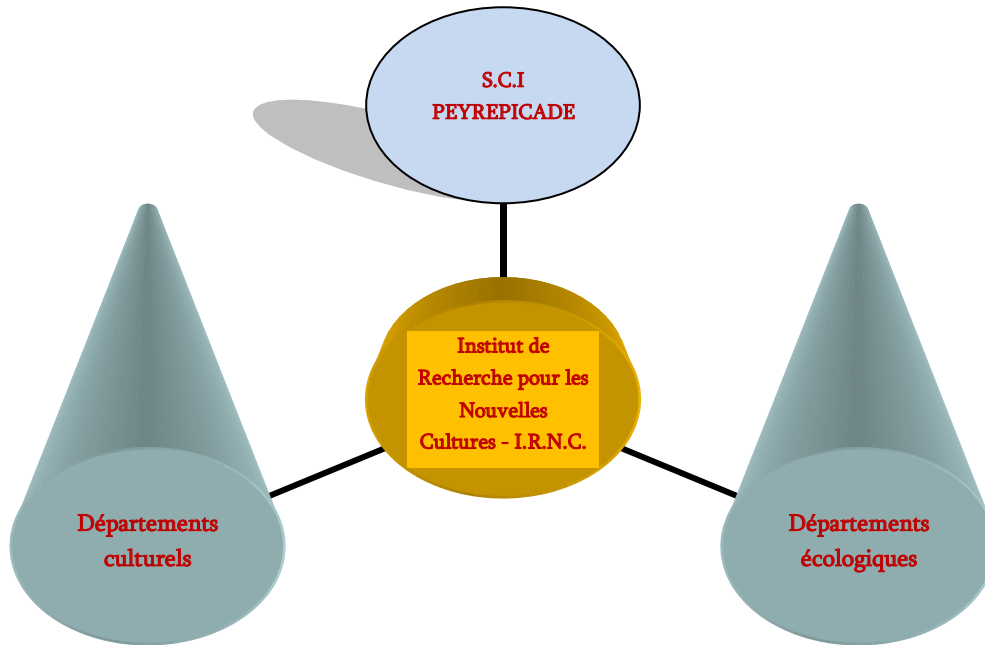 S.C.I
PEYREPICADE
Institut de
Recherche pour les
Nouvelles
Cultures - I.R.N.C.
Départements
culturels
Départements
écologiques